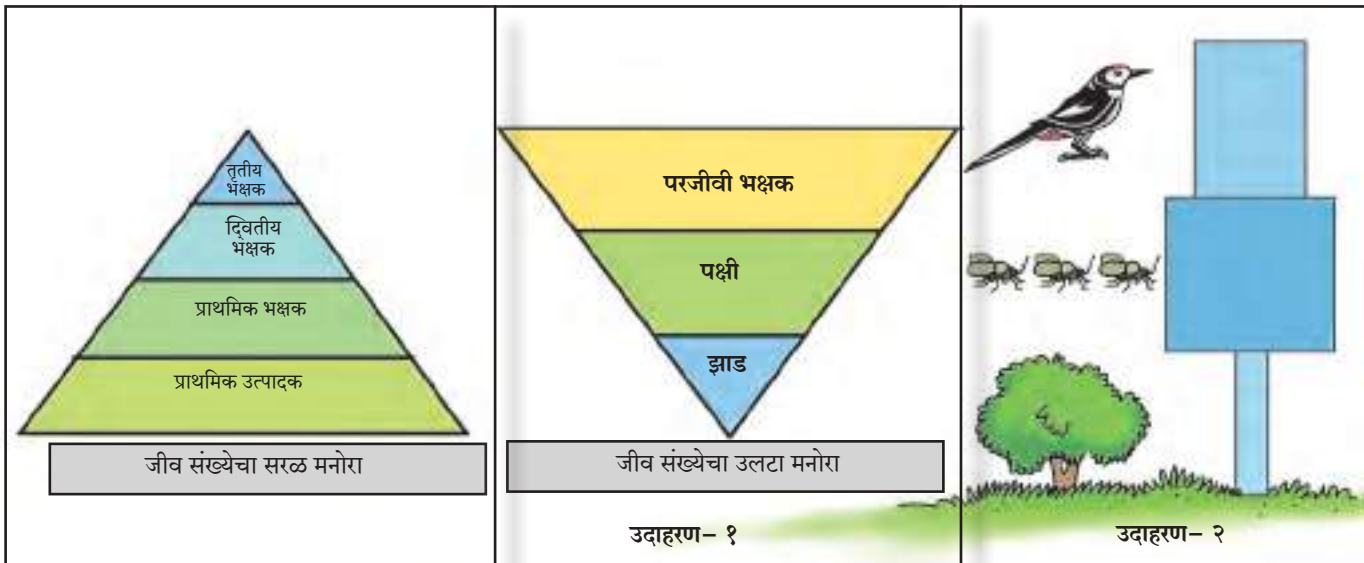 तृतीय
भक्षक
द्वितीय
भक्षक
प्राथमिक भक्षक
प्राथमिक उत्पादक
जीव संख्येचा सरळ मनोरा
परजीवी भक्षक
पक्षी
झाड
जीव संख्येचा उलटा मनोरा
उदाहरण– १
उदाहरण– २